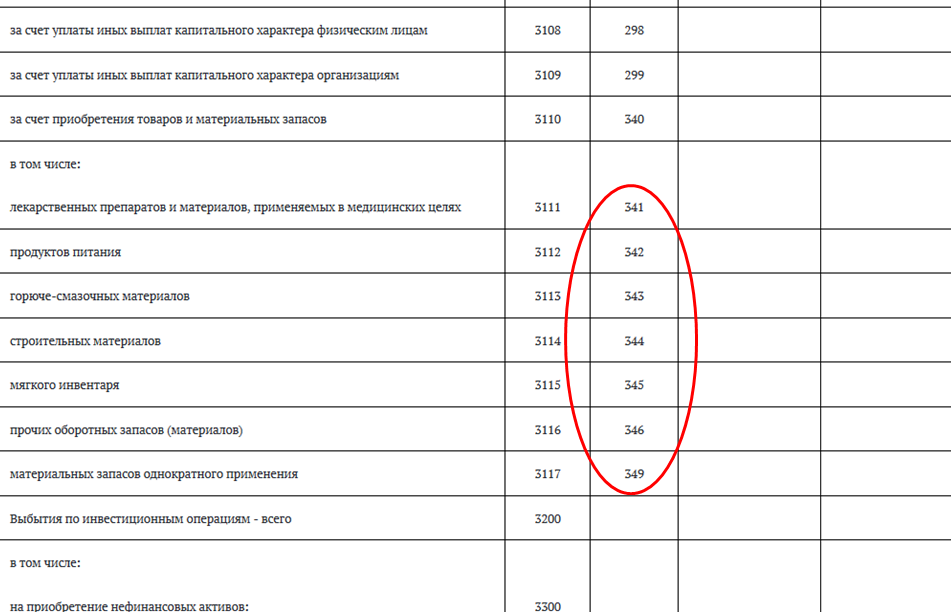 за счет уплаты иных выплат капитального характера физическим лицам 3108 298
за счет уплаты иных выплат капитального характера организациям 3109 299
за счет приобретения товаров и материальных запасов 3110 340
в том числе:
лекарственных препаратов и материалов, применяемых в медицинских целях 3111 341
продуктов питания 3112 342
горюче-смазочных материалов 3113 343
строительных материалов 3114 344
мягкого инвентаря 3115 345
прочих оборотных запасов (материалов) 3116 346
материальных запасов однократного применения 3117 349
Выбытия по инвестиционным операциям - всего 3200
в том числе:
на приобретение нефинансовых активов: 3300